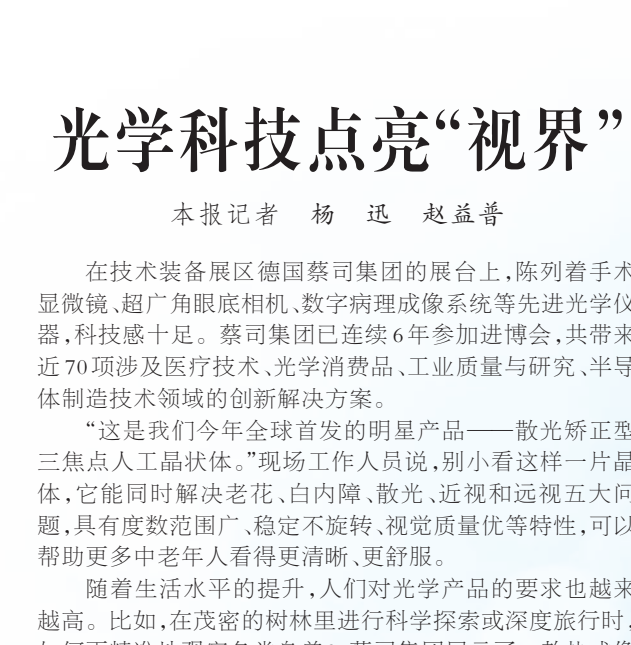 光学科技点亮“视界”
本报记者 杨 迅 赵益普
在技术装备展区德国蔡司集团的展台上,陈列着手术
显微镜、超广角眼底相机、数字病理成像系统等先进光学仪
器,科技感十足。蔡司集团已连续6年参加进博会,共带来
近70项涉及医疗技术、光学消费品、工业质量与研究、半导
体制造技术领域的创新解决方案。
“这是我们今年全球首发的明星产品——散光矫正型
三焦点人工晶状体。”现场工作人员说,别小看这样一片晶
体,它能同时解决老花、白内障、散光、近视和远视五大问
题,具有度数范围广、稳定不旋转、视觉质量优等特性,可以
帮助更多中老年人看得更清晰、更舒服。
随着生活水平的提升,人们对光学产品的要求也越来
越高。比如,在茂密的树林里进行科学探索或深度旅行时,